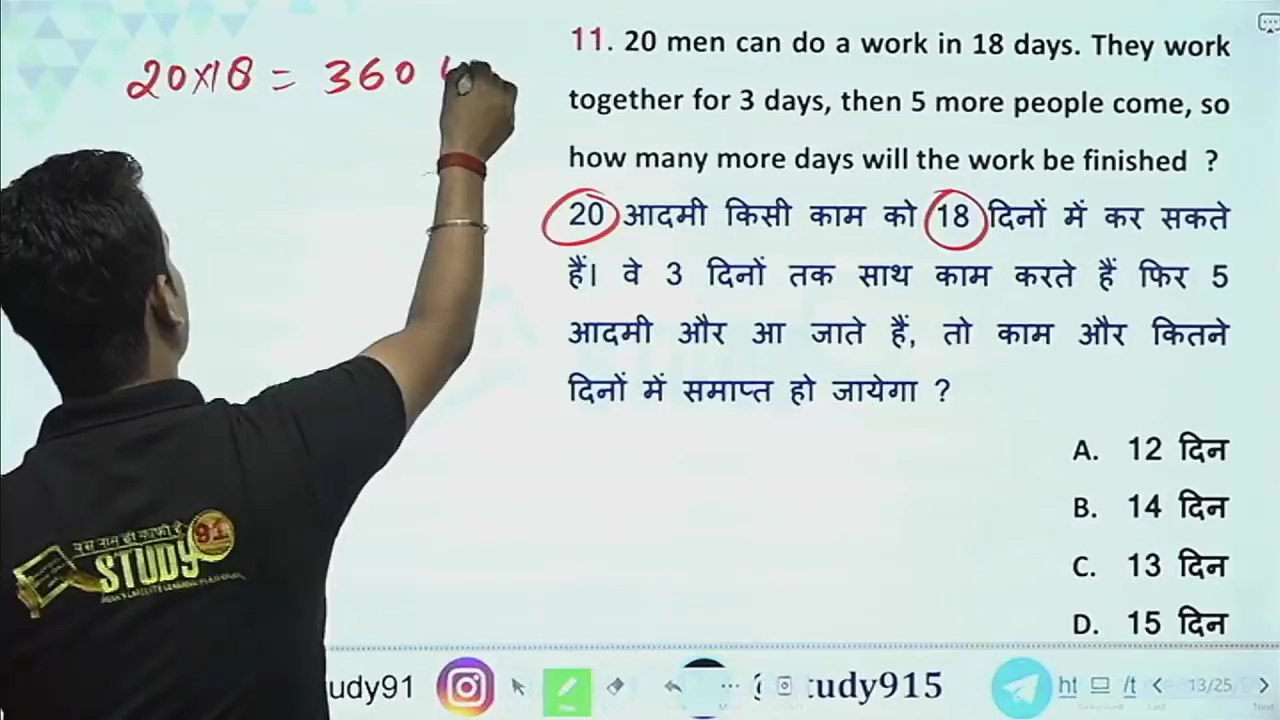 20×18 = 360
11. 20 men can do a work in 18 days. They work
together for 3 days, then 5 more people come, so
how many more days will the work be finished ?
20 आदमी किसी काम को 18 दिनों में कर सकते
हैं। वे 3 दिनों तक साथ काम करते हैं फिर 5
आदमी और आ जाते हैं, तो काम और कितने
दिनों में समाप्त हो जायेगा ?
A. 12 दिन
B. 14 दिन
C. 13 दिन
D. 15 दिन
91
STUDY
udy91
tudy915
ht
/t
13/25